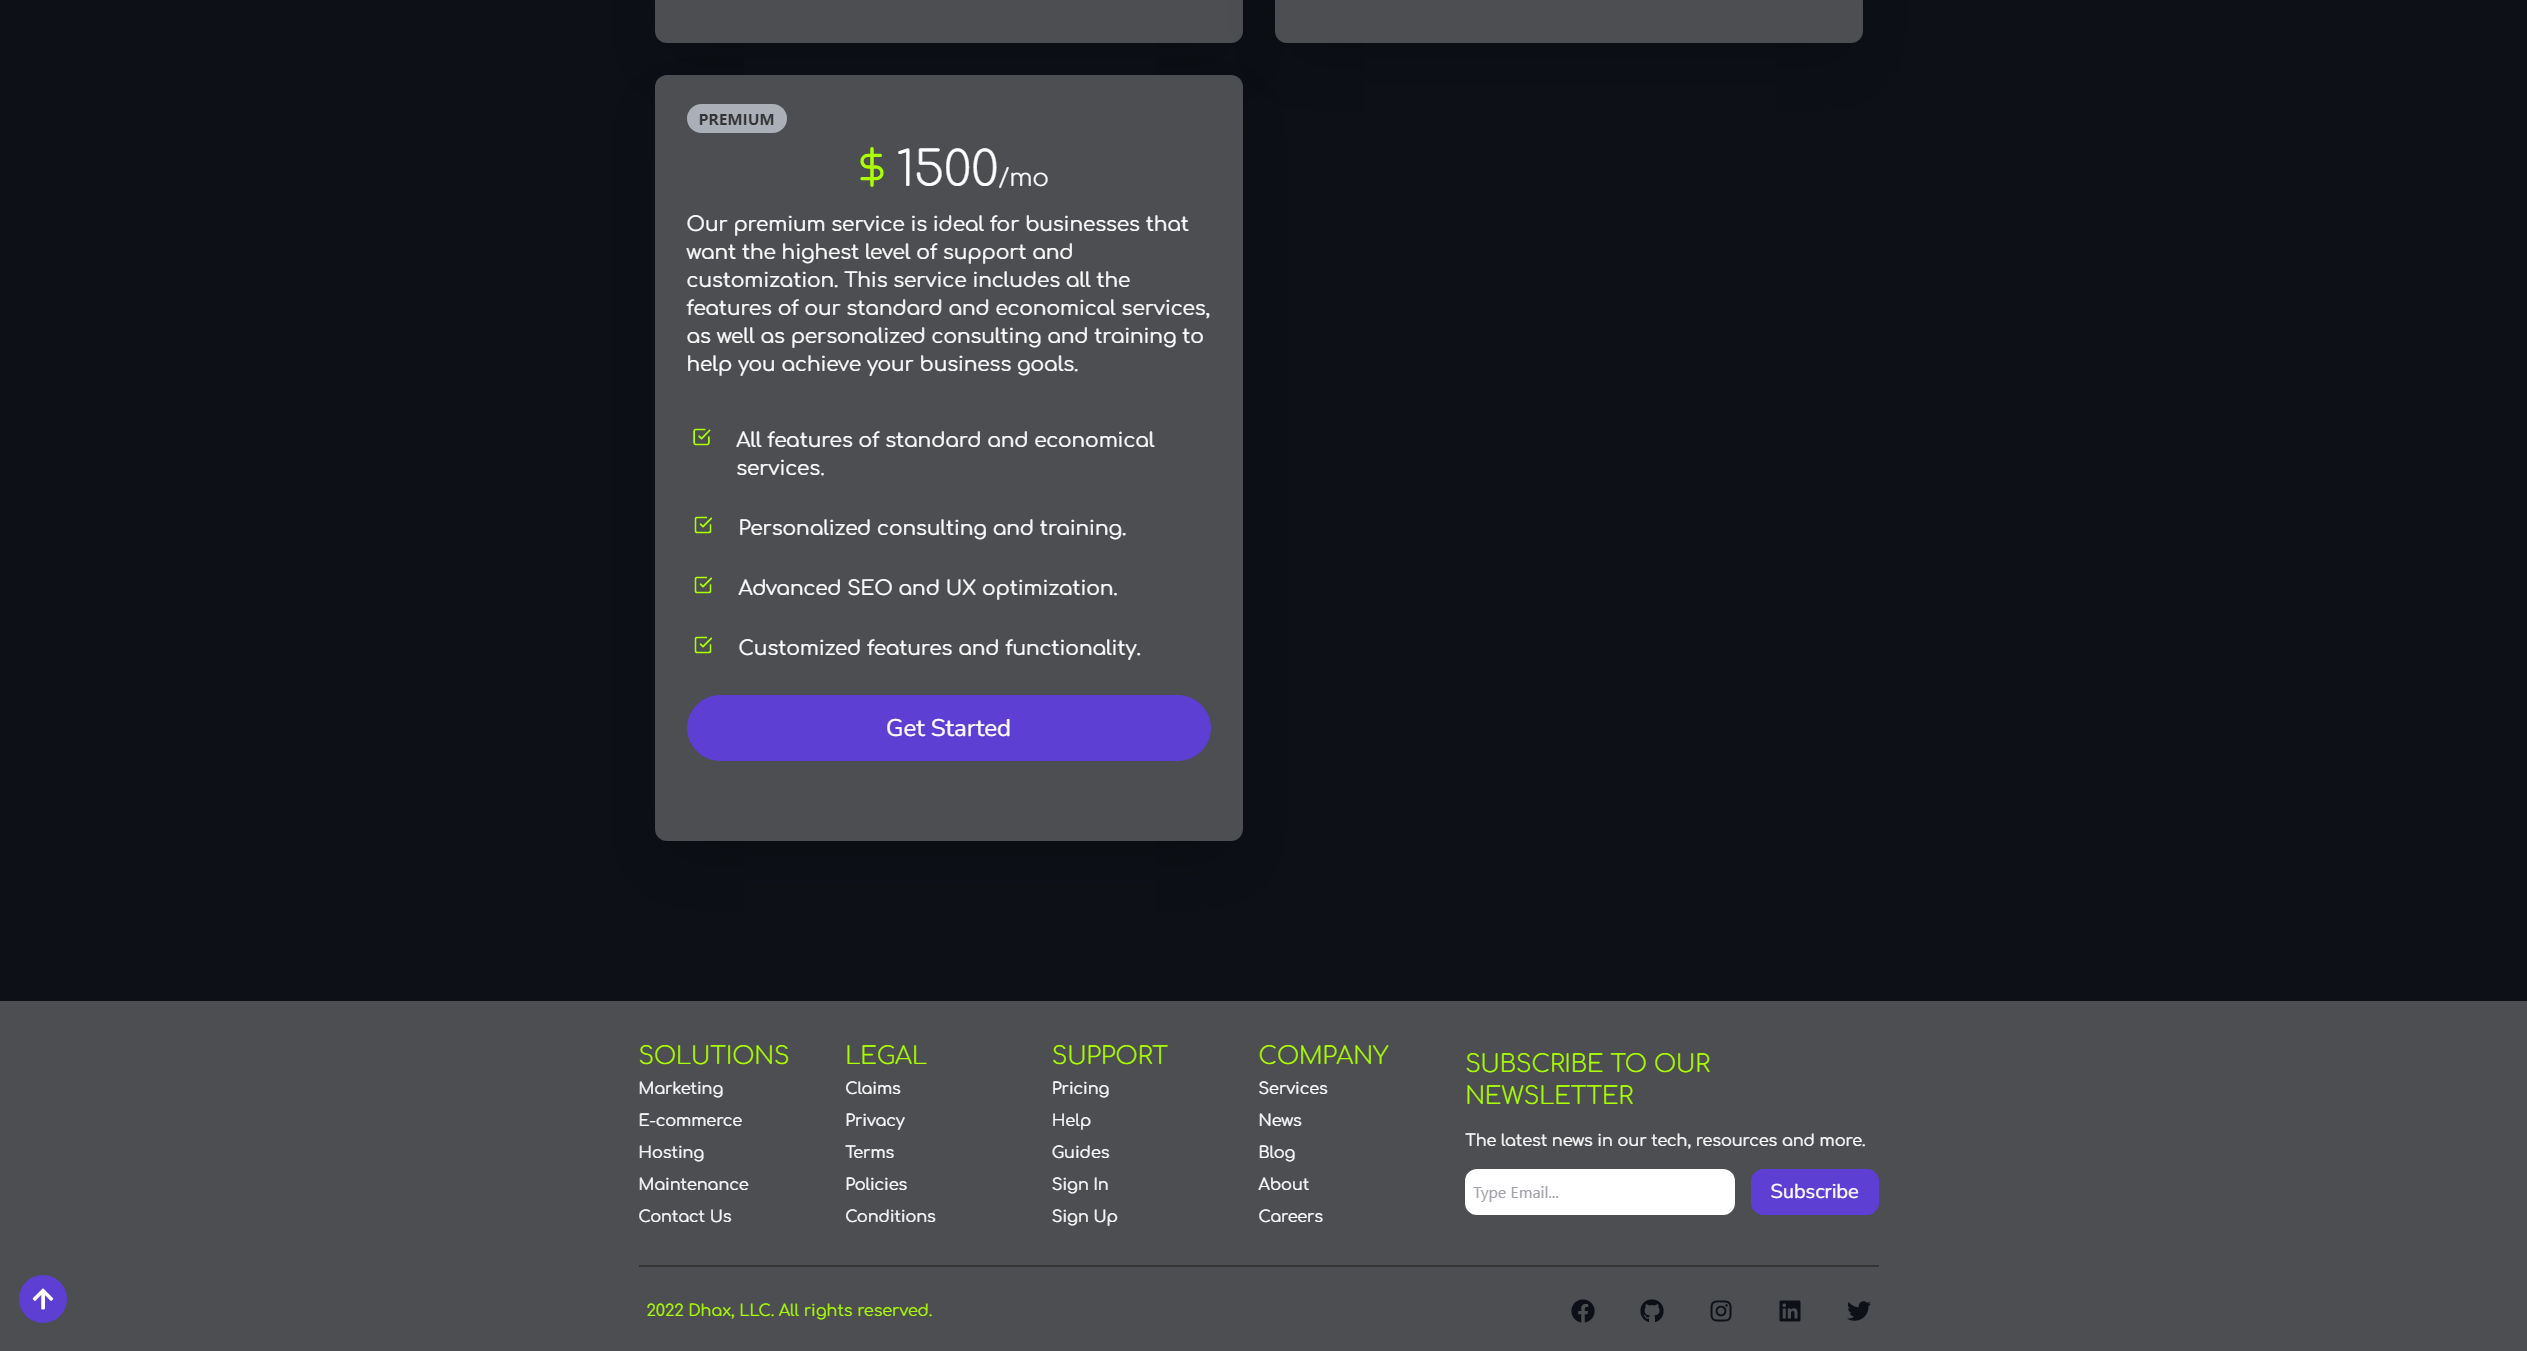 PREMIUM
$ 1500/mo
Our premium service is ideal for businesses that
want the highest level of support and
customization. This service includes all the
features of our standard and economical services,
as well as personalized consulting and training to
help you achieve your business goals.
All features of standard and economical
services.
Personalized consulting and training.
Advanced SEO and UX optimization.
Customized features and functionality.
Get Started
SOLUTIONS
Marketing
E-commerce
Hosting
Maintenance
Contact Us
LEGAL
Claims
Privacy
Terms
Policies
Conditions
SUPPORT
Pricing
Help
Guides
Sign In
Sign Up
COMPANY
Services
News
Blog
About
Careers
SUBSCRIBE TO OUR
NEWSLETTER
The latest news in our tech, resources and more.
Type Email...
Subscribe
2022 Dhax, LLC. All rights reserved.